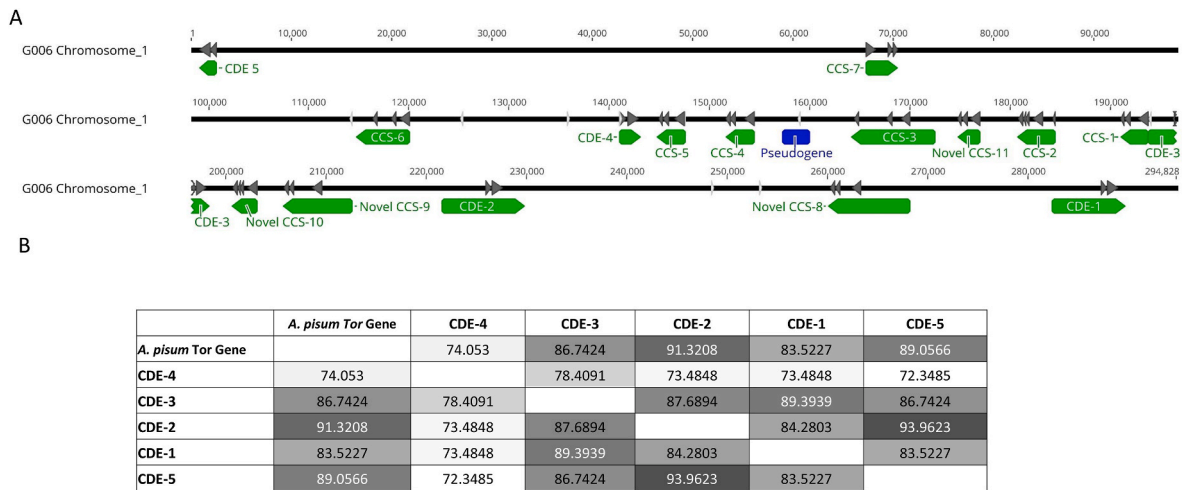 A
1 10,000 20,000 30,000 40,000 50,000 60,000 70,000 80,000 90,000
G006 Chromosome_1
CDE 5 CCS-7
100,000 110,000 120,000 130,000 140,000 150,000 160,000 170,000 180,000 190,000
G006 Chromosome_1
CCS-6 CDE-4 CCS-3 CCS-1
CCS-5 CCS-4 Pseudogene Novel CCS-11 CCS-2 CDE-3
200,000 210,000 220,000 230,000 240,000 250,000 260,000 270,000 280,000 294,828
G006 Chromosome_1
Novel CCS-9 CDE-2 Novel CCS-8 CDE-1
CDE-3 Novel CCS-10
B
A. pisum Tor Gene CDE-4 CDE-3 CDE-2 CDE-1 CDE-5
A. pisum Tor Gene 74.053 86.7424 91.3208 83.5227 89.0566
CDE-4 74.053 78.4091 73.4848 73.4848 72.3485
CDE-3 86.7424 78.4091 87.6894 89.3939 86.7424
CDE-2 91.3208 73.4848 87.6894 84.2803 93.9623
CDE-1 83.5227 73.4848 89.3939 84.2803 83.5227
CDE-5 89.0566 72.3485 86.7424 93.9623 83.5227